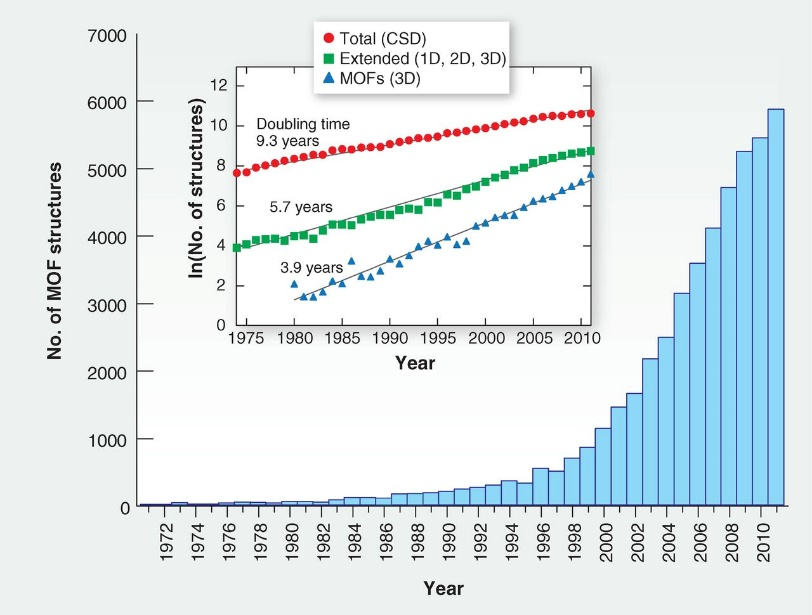 7000
6000
5000
4000
3000
2000
1000
0
No. of MOF structures
1972 1974 1976 1978 1980 1982 1984 1986 1988 1990 1992 1994 1996 1998 2000 2002 2004 2006 2008 2010
Year
Total (CSD)
Extended (1D, 2D, 3D)
MOFs (3D)
12
10
8
6
4
2
0
ln(No. of structures)
Doubling time
9.3 years
5.7 years
3.9 years
1975 1980 1985 1990 1995 2000 2005 2010
Year